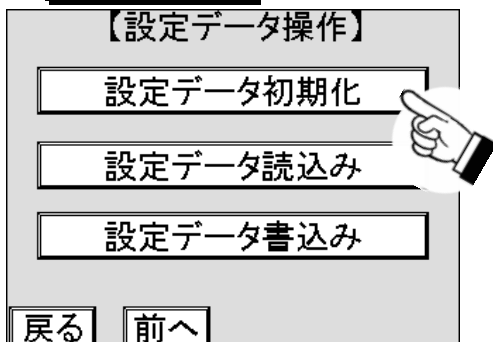 【設定データ操作】
設定データ初期化
設定データ読込み
設定データ書込み
戻る 前へ